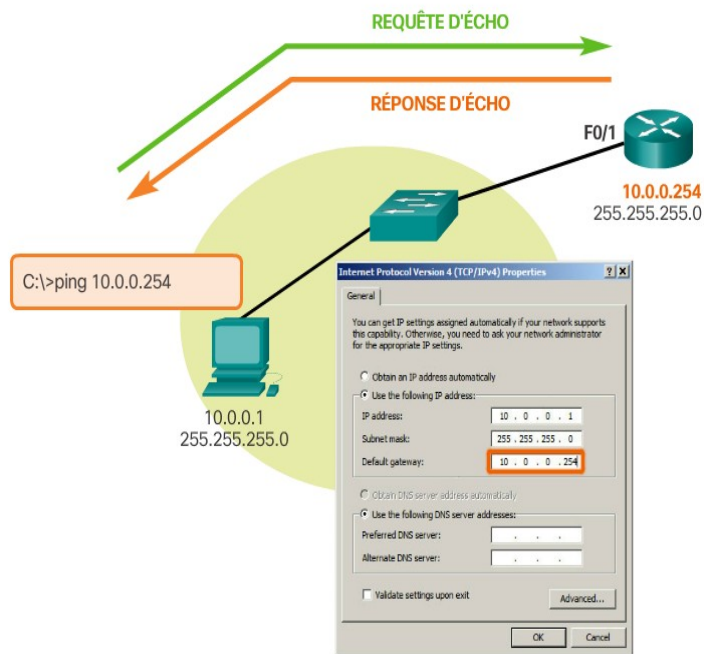 REQUÊTE D'ÉCHO
RÉPONSE D'ÉCHO
F0/1
10.0.0.254
255.255.255.0
C:\>ping 10.0.0.254
10.0.0.1
255.255.255.0
Internet Protocol Version 4 (TCP/IPv4) Properties
General
You can get IP settings assigned automatically if your network supports
this capability. Otherwise, you need to ask your network administrator
for the appropriate IP settings.
Obtain an IP address automatically
Use the following IP address:
IP address: 10 . 0 . 0 . 1
Subnet mask: 255 . 255 . 255 . 0
Default gateway: 10 . 0 . 0 . 254
Obtain DNS server address automatically
Use the following DNS server addresses:
Preferred DNS server: . . .
Alternate DNS server: . . .
Validate settings upon exit
Advanced...
OK Cancel